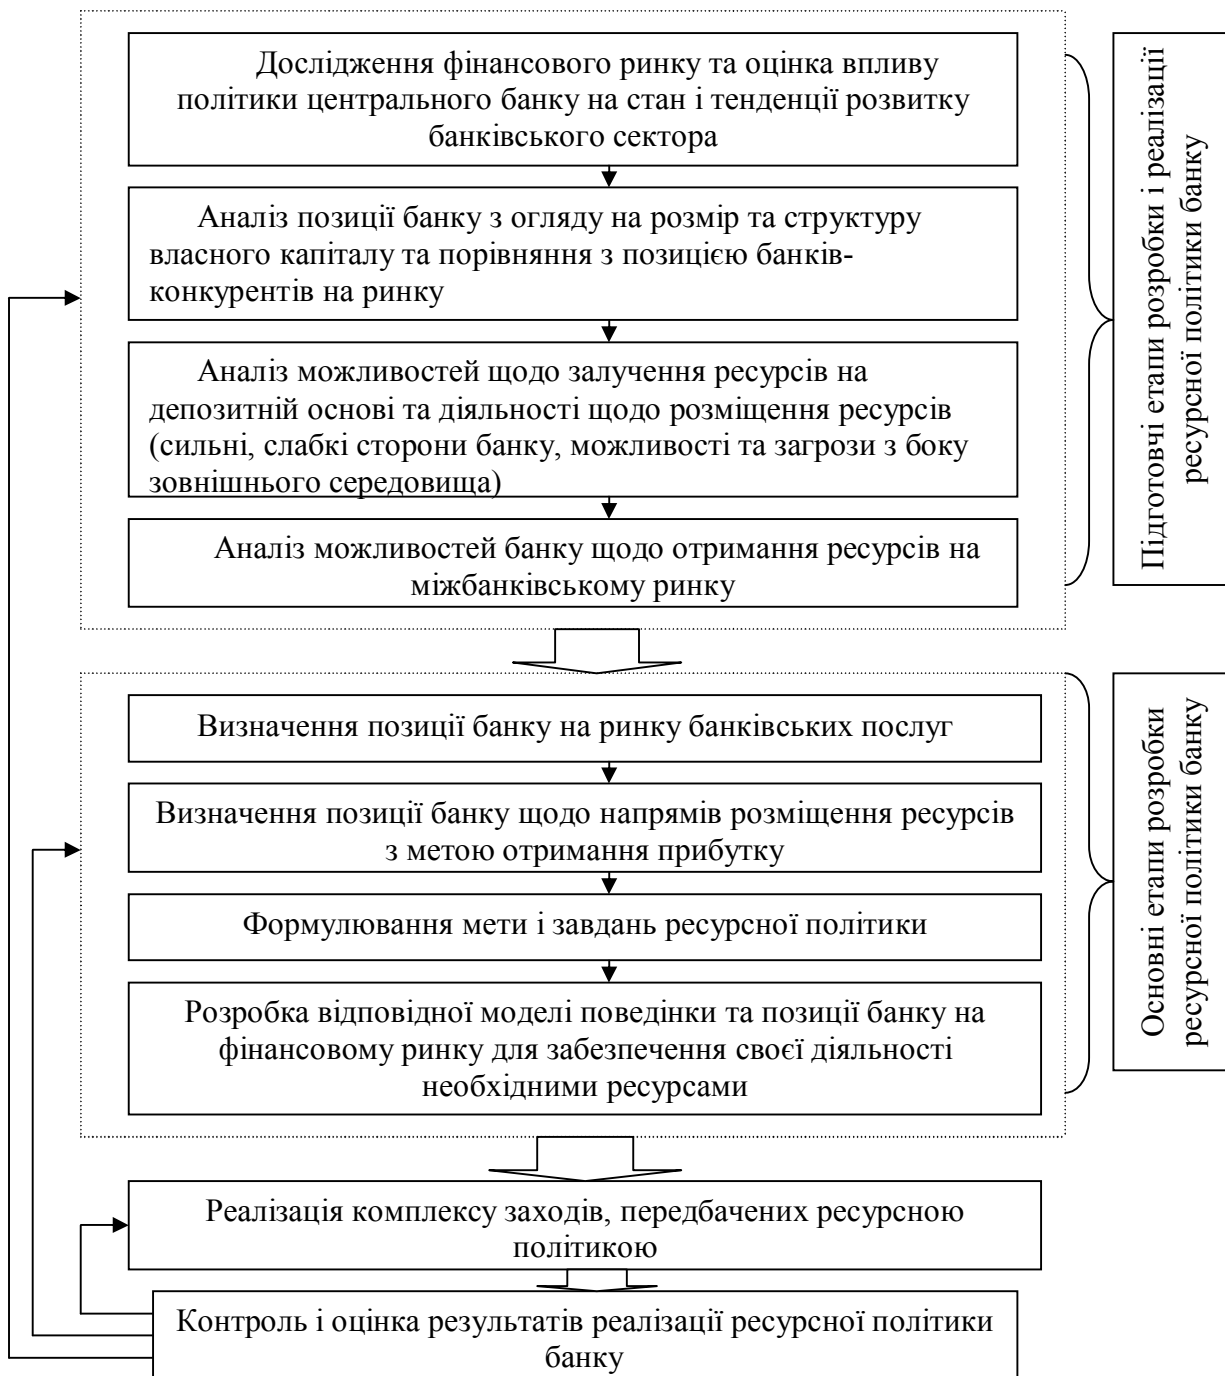 Дослідження фінансового ринку та оцінка впливу
політики центрального банку на стан і тенденції розвитку
банківського сектора
Аналіз позиції банку з огляду на розмір та структуру
власного капіталу та порівняння з позицією банків-
конкурентів на ринку
Аналіз можливостей щодо залучення ресурсів на
депозитній основі та діяльності щодо розміщення ресурсів
(сильні, слабкі сторони банку, можливості та загрози з боку
зовнішнього середовища)
Аналіз можливостей банку щодо отримання ресурсів на
міжбанківському ринку
Підготовчі етапи розробки і реалізації
ресурсної політики банку
Визначення позиції банку на ринку банківських послуг
Визначення позиції банку щодо напрямів розміщення ресурсів
з метою отримання прибутку
Формулювання мети і завдань ресурсної політики
Розробка відповідної моделі поведінки та позиції банку на
фінансовому ринку для забезпечення своєї діяльності
необхідними ресурсами
Основні етапи розробки
ресурсної політики банку
Реалізація комплексу заходів, передбачених ресурсною
політикою
Контроль і оцінка результатів реалізації ресурсної політики
банку